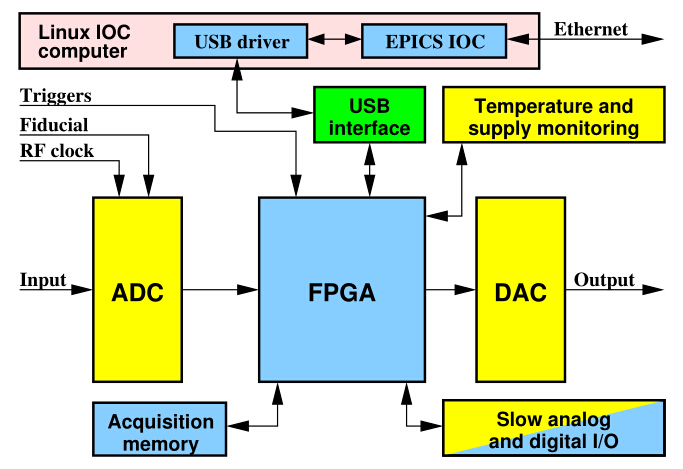 Linux IOC
computer
USB driver
EPICS IOC
Ethernet
Triggers
Fiducial
RF clock
USB
interface
Temperature and
supply monitoring
Input
ADC
FPGA
DAC
Output
Acquisition
memory
Slow analog
and digital I/O